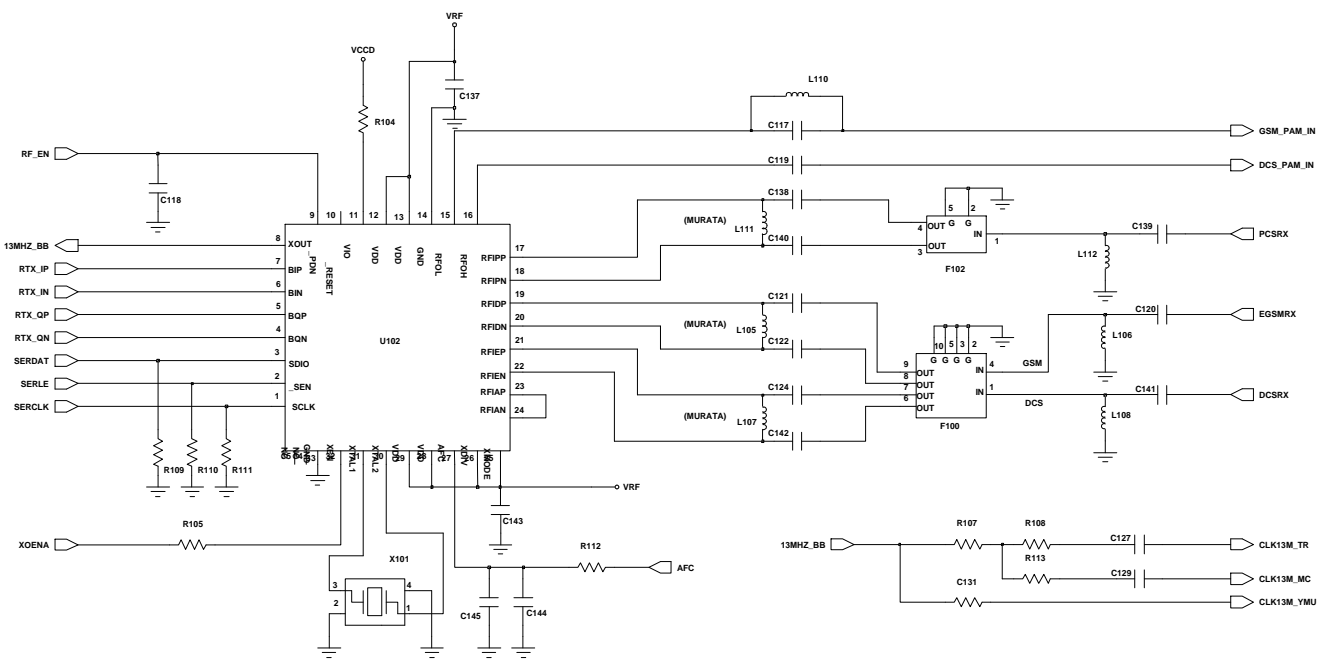 VRF
VCCD
L110
C137
R104
C117
GSM_PAM_IN
RF_EN
C119
DCS_PAM_IN
C118
C138
9 10 11 12 13 14 15 16
5 2
(MURATA)
4 OUT G G
IN 1
C139
PCSRX
8 XOUT
13MHZ_BB
_PDN
_RESET
VIO
VDD
VDD
GND
RFOL
RFOH
L111
C140
OUT
3
F102
L112
17
RFIPP
RTX_IP
7
BIP
18
RFIPN
RTX_IN
6
BIN
19
RFIDP
C121
C120
EGSMRX
RTX_QP
5
BQP
20
RFIDN
(MURATA)
L105
L106
RTX_QN
4
BQN
U102
21
RFIEP
C122
10 5 3 2
G G G G
GSM
SERDAT
3
SDIO
22
RFIEN
9
OUT
8
OUT
7
OUT
6
OUT
IN
4
IN
1
DCS
SERLE
2
_SEN
23
RFIAP
C124
C141
DCSRX
SERCLK
1
SCLK
24
RFIAN
(MURATA)
L107
C142
F100
L108
GND
XEN
XTAL1
XTAL2
VDD
VDD
AFC
XDIV
XMODE
29
27
26
R109
R110
R111
VRF
C143
R105
XOENA
X101
R112
AFC
3
4
2
1
C145
C144
13MHZ_BB
R107
R108
C127
CLK13M_TR
R113
C129
CLK13M_MC
C131
CLK13M_YMU